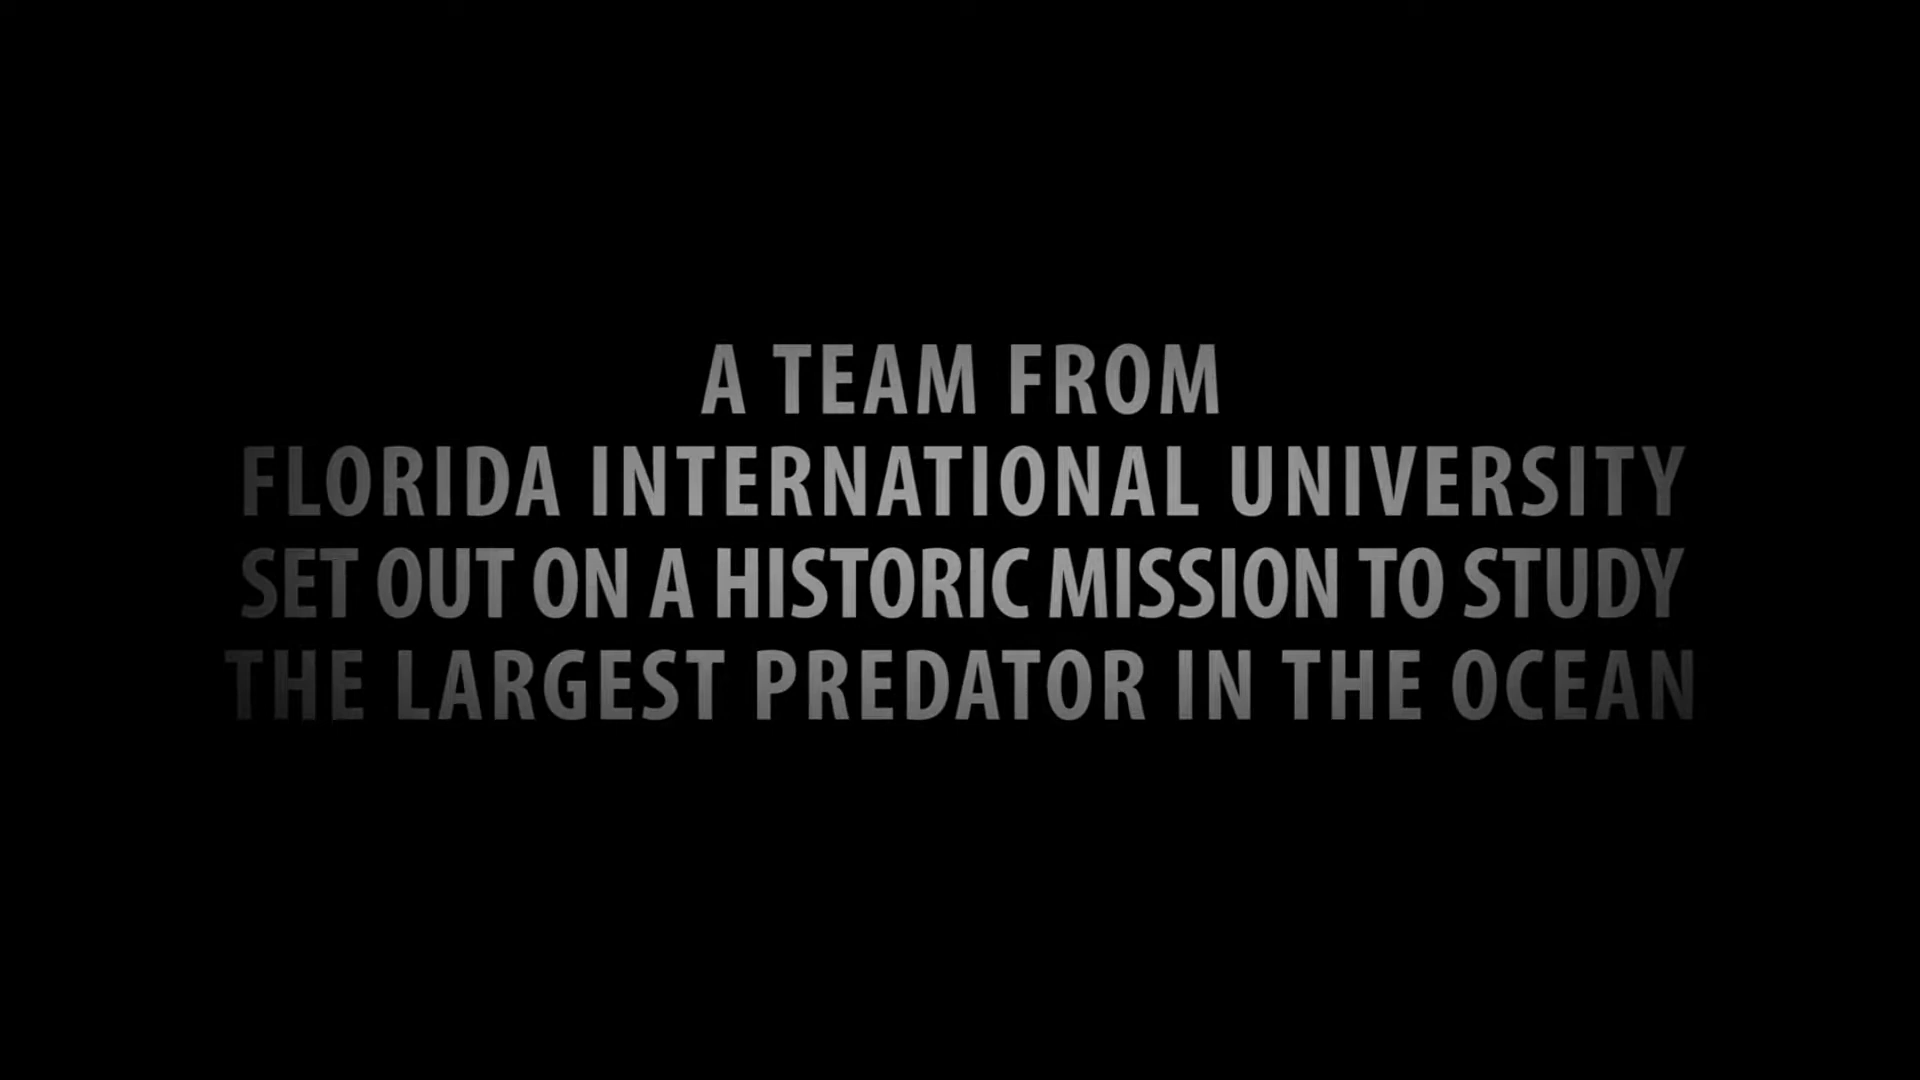 A TEAM FROM
FLORIDA INTERNATIONAL UNIVERSITY
SET OUT ON A HISTORIC MISSION TO STUDY
THE LARGEST PREDATOR IN THE OCEAN